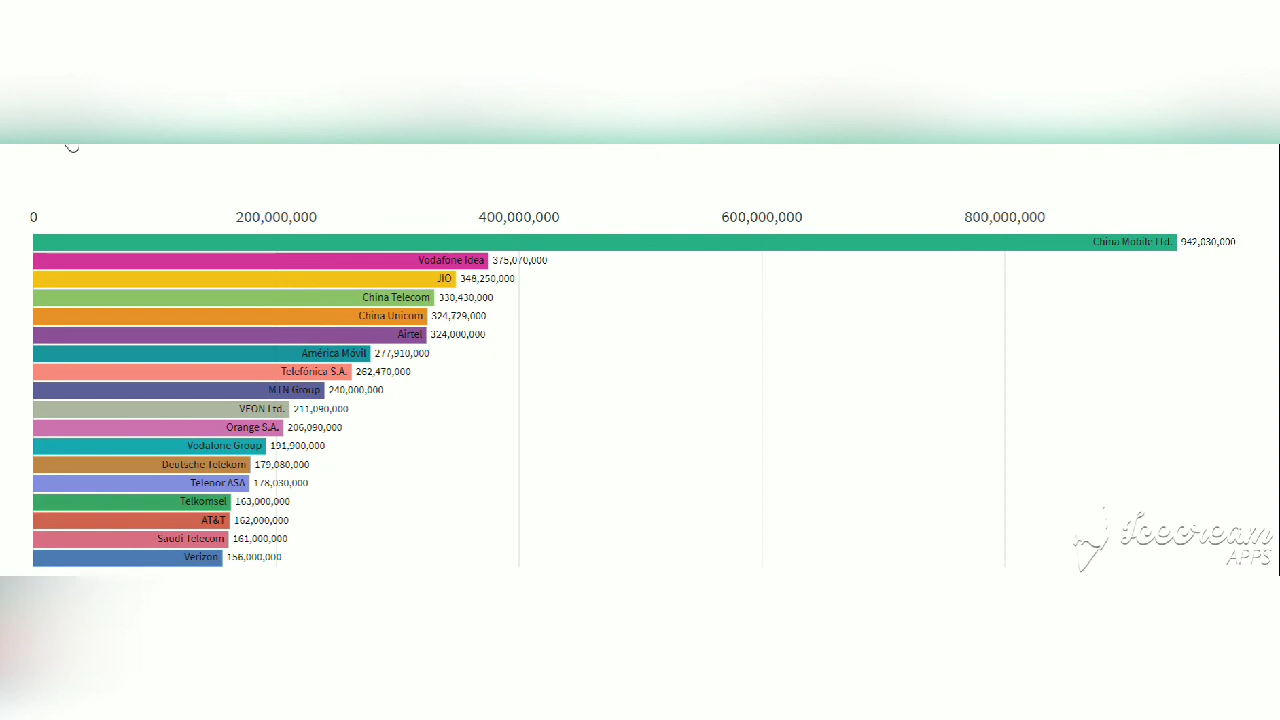 0 200,000,000 400,000,000 600,000,000 800,000,000
China Mobile Ltd. 942,030,000
Vodafone Idea 375,070,000
JIO 348,250,000
China Telecom 330,430,000
China Unicom 324,729,000
Airtel 324,000,000
América Móvil 277,910,000
Telefónica S.A. 262,470,000
MTN Group 240,000,000
VEON Ltd. 211,090,000
Orange S.A. 206,090,000
Vodafone Group 191,900,000
Deutsche Telekom 179,080,000
Telenor ASA 178,030,000
Telkomsel 163,000,000
AT&T 162,000,000
Saudi Telecom 161,000,000
Verizon 156,000,000
Icecream
APPS